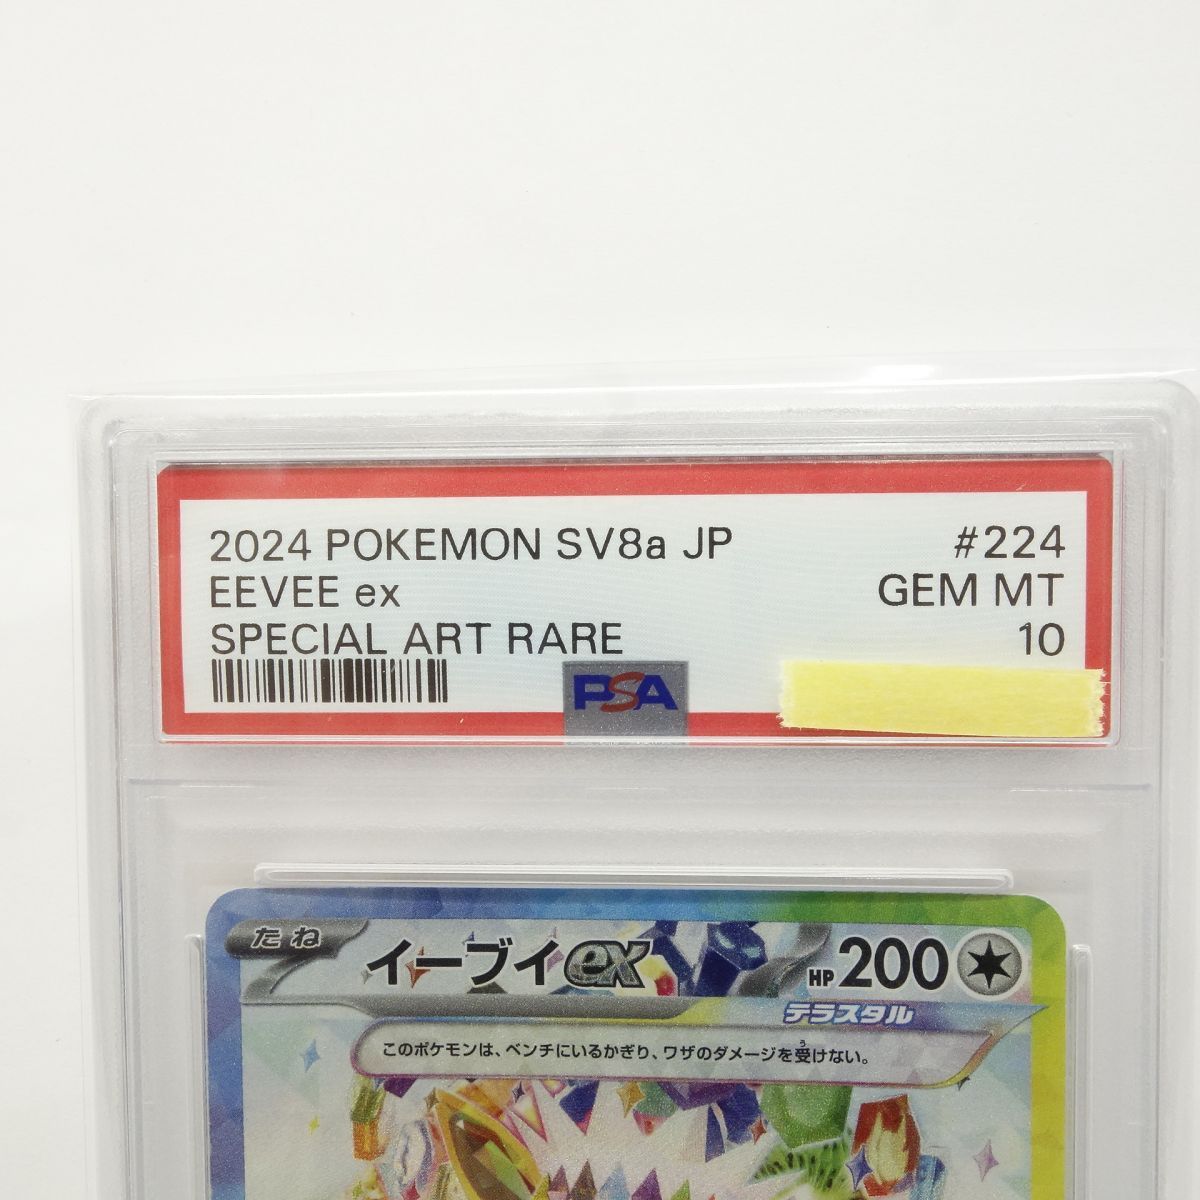 2024 POKEMON SV8a JP #224
EEVEE ex GEM MT
SPECIAL ART RARE 10
PSA
たね イーブイex HP 200
テラスタル
このポケモンは、ベンチにいるかぎり、ワザのダメージを受けない。